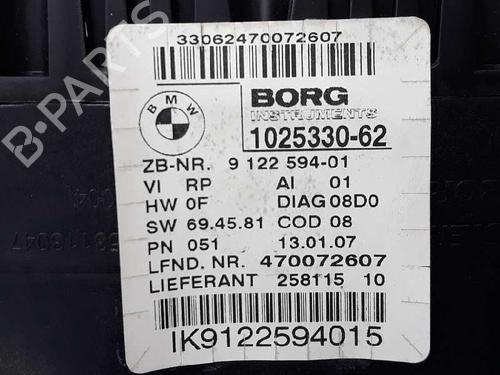 33062470072607
BMW
BORG
INSTRUMENTS
1025330-62
ZB-NR. 9 122 594-01
VI RP AI 01
HW 0F DIAG 08D0
SW 69.45.81 COD 08
PN 051 13.01.07
LFND. NR. 470072607
LIEFERANT 258115 10
IK9122594015
B-PARTS